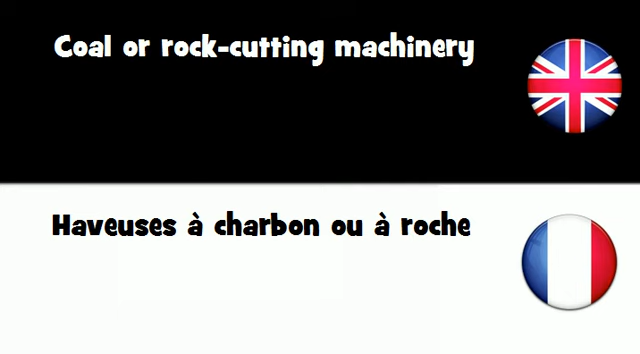 Coal or rock-cutting machinery
Haveuses à charbon ou à roche